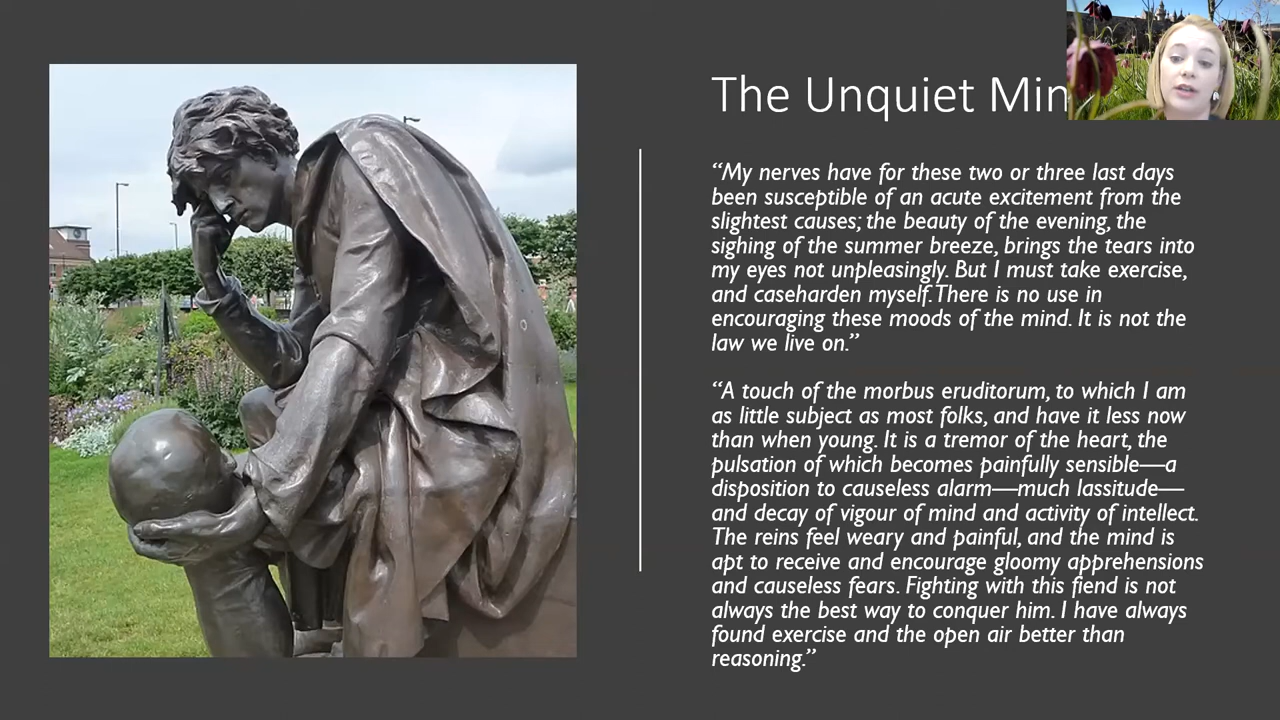 The Unquiet Min
“My nerves have for these two or three last days
been susceptible of an acute excitement from the
slightest causes; the beauty of the evening, the
sighing of the summer breeze, brings the tears into
my eyes not unpleasingly. But I must take exercise,
and caseharden myself. There is no use in
encouraging these moods of the mind. It is not the
law we live on.”
“A touch of the morbus eruditorum, to which I am
as little subject as most folks, and have it less now
than when young. It is a tremor of the heart, the
pulsation of which becomes painfully sensible—a
disposition to causeless alarm—much lassitude—
and decay of vigour of mind and activity of intellect.
The reins feel weary and painful, and the mind is
apt to receive and encourage gloomy apprehensions
and causeless fears. Fighting with this fiend is not
always the best way to conquer him. I have always
found exercise and the open air better than
reasoning.”